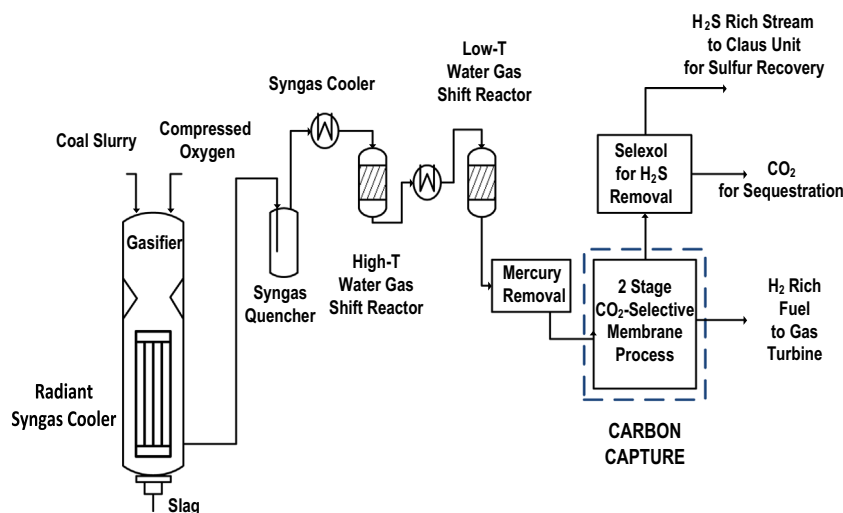 H₂S Rich Stream
to Claus Unit
for Sulfur Recovery
Low-T
Water Gas
Shift Reactor
Syngas Cooler
Compressed
Oxygen
Coal Slurry
Selexol
for H₂S
Removal
CO₂
for Sequestration
Gasifier
High-T
Water Gas
Shift Reactor
Syngas
Quencher
Mercury
Removal
2 Stage
CO₂-Selective
Membrane
Process
H₂ Rich
Fuel
to Gas
Turbine
Radiant
Syngas Cooler
CARBON
CAPTURE
Slag